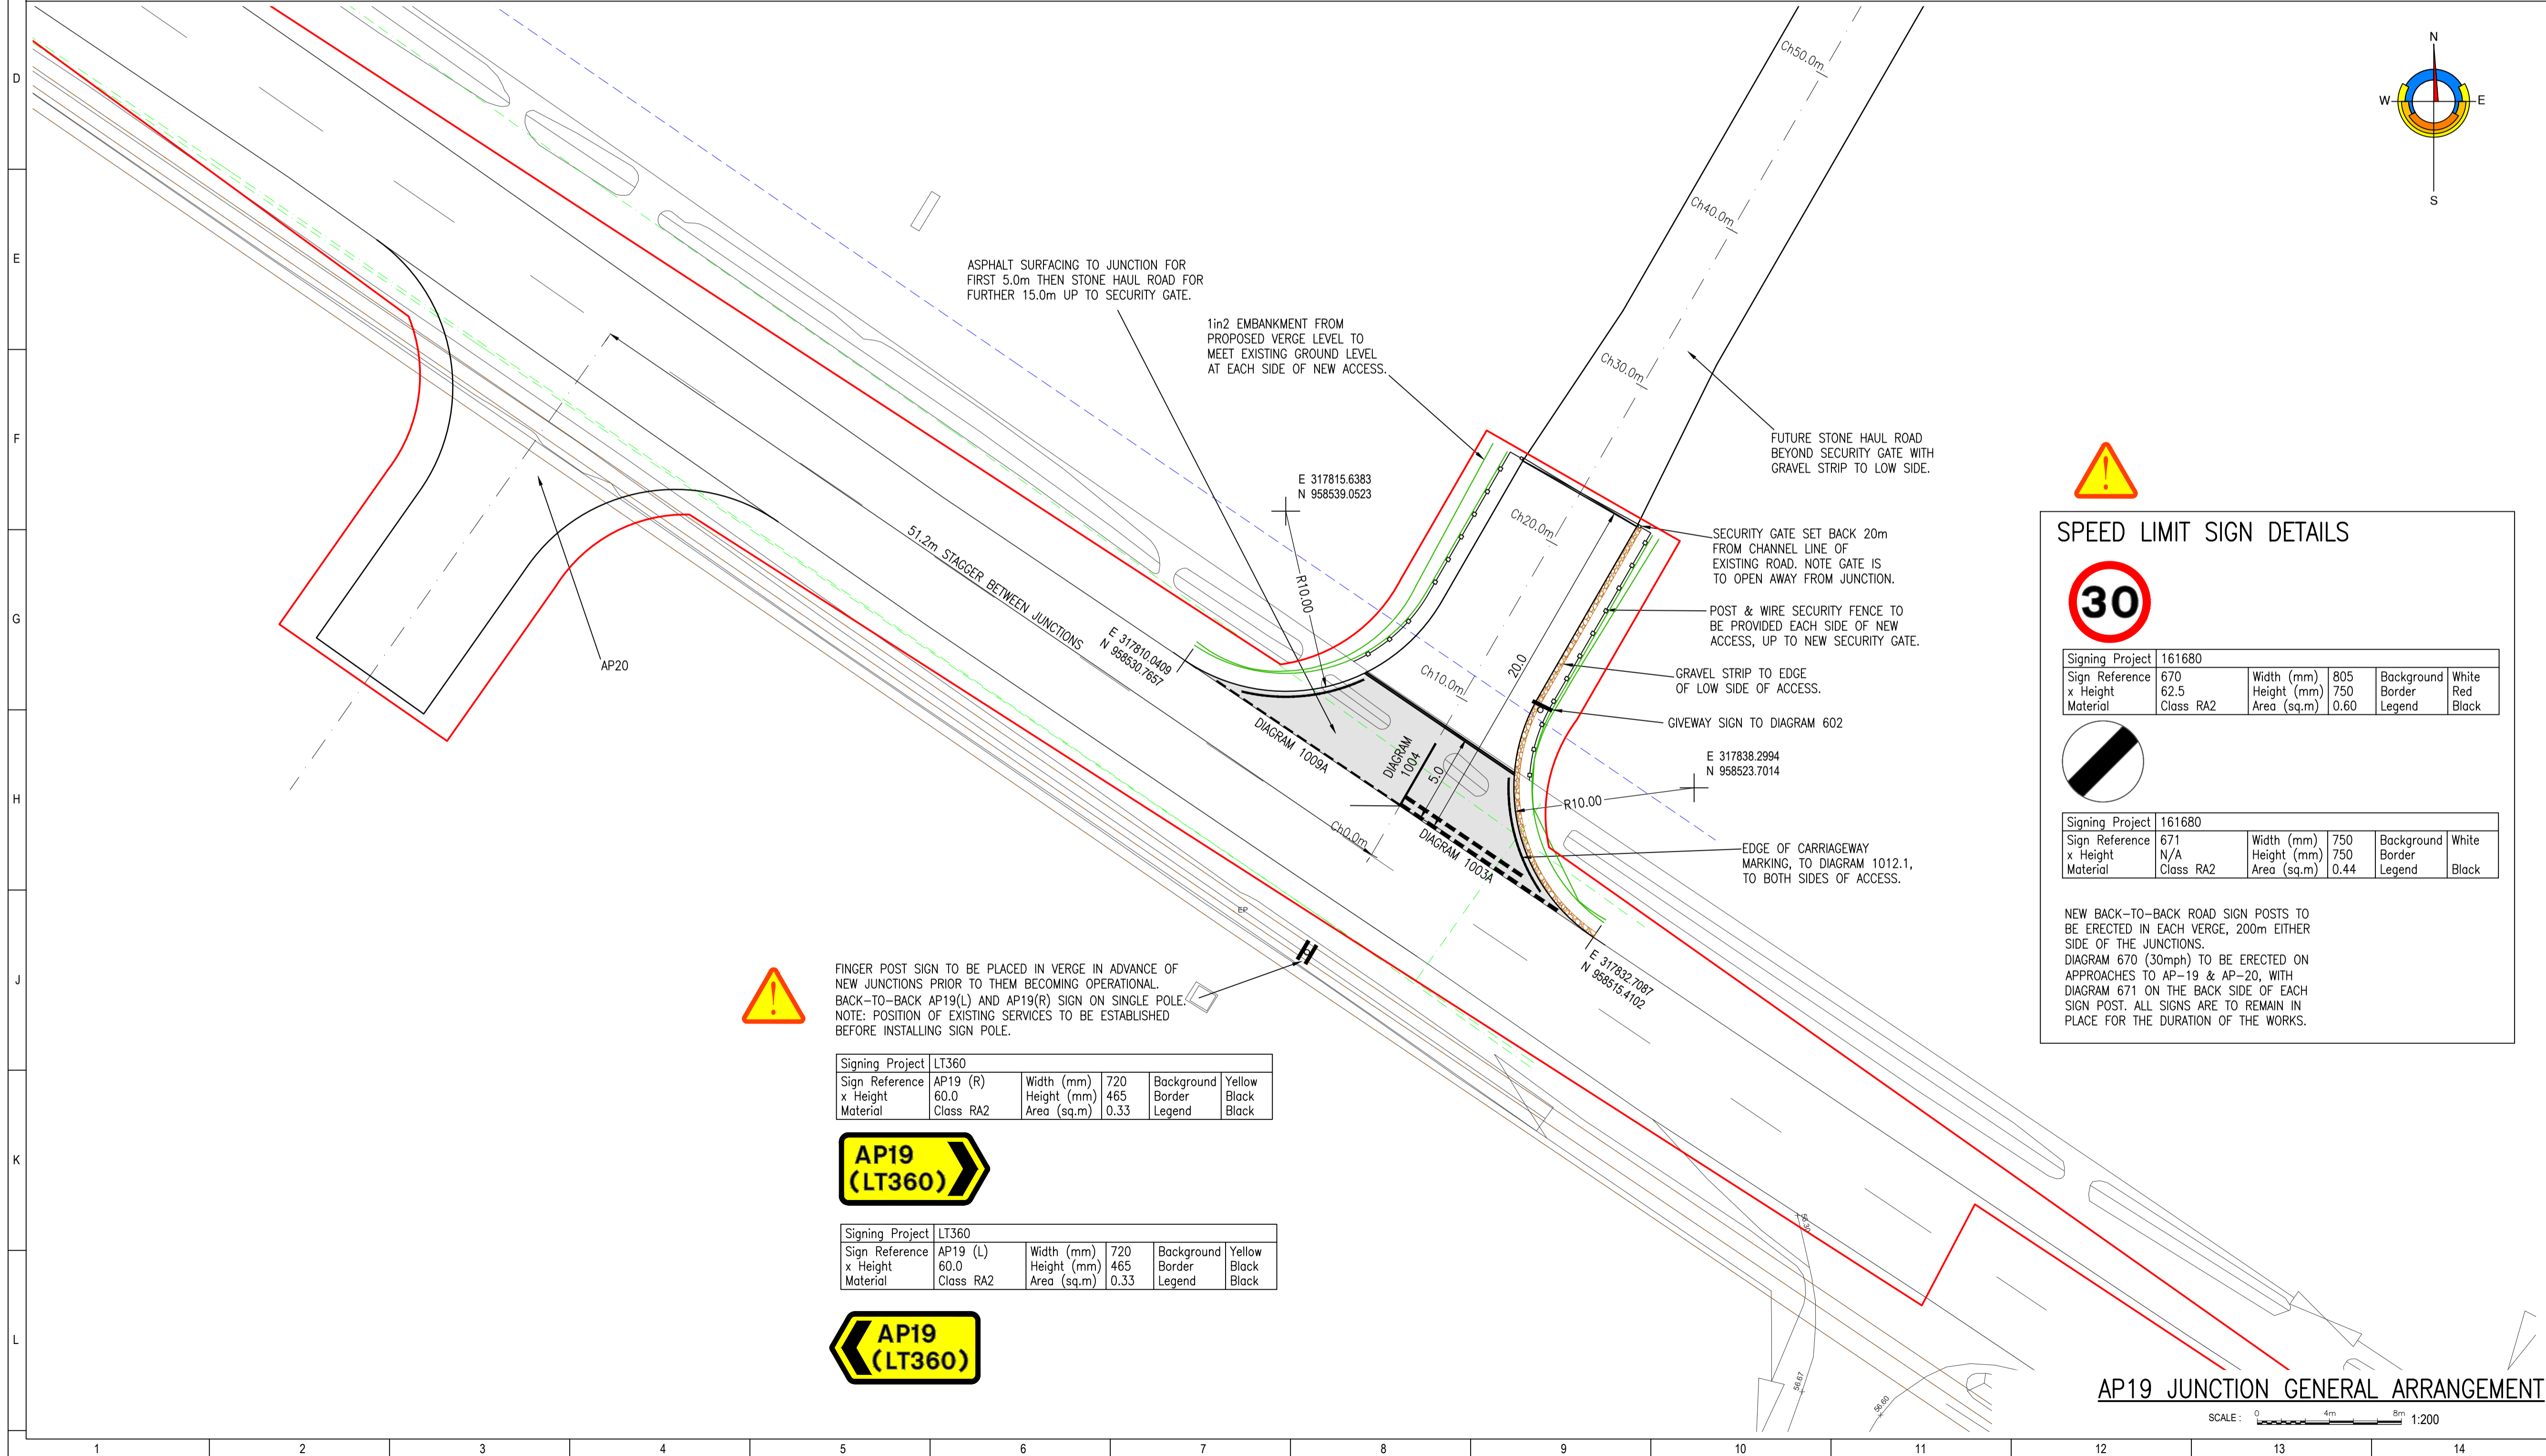 D
E
F
G
H
J
K
L
1
2
3
4
5
6
7
8
9
10
11
12
13
14
N
W
E
S
Ch50.0m
Ch40.0m
Ch30.0m
Ch20.0m
Ch10.0m
Ch0.0m
ASPHALT SURFACING TO JUNCTION FOR
FIRST 5.0m THEN STONE HAUL ROAD FOR
FURTHER 15.0m UP TO SECURITY GATE.
1in2 EMBANKMENT FROM
PROPOSED VERGE LEVEL TO
MEET EXISTING GROUND LEVEL
AT EACH SIDE OF NEW ACCESS.
FUTURE STONE HAUL ROAD
BEYOND SECURITY GATE WITH
GRAVEL STRIP TO LOW SIDE.
E 317815.6383
N 958539.0523
R10.00
SECURITY GATE SET BACK 20m
FROM CHANNEL LINE OF
EXISTING ROAD. NOTE GATE IS
TO OPEN AWAY FROM JUNCTION.
POST & WIRE SECURITY FENCE TO
BE PROVIDED EACH SIDE OF NEW
ACCESS, UP TO NEW SECURITY GATE.
GRAVEL STRIP TO EDGE
OF LOW SIDE OF ACCESS.
GIVEWAY SIGN TO DIAGRAM 602
E 317838.2994
N 958523.7014
R10.00
EDGE OF CARRIAGEWAY
MARKING, TO DIAGRAM 1012.1,
TO BOTH SIDES OF ACCESS.
51.2m STAGGER BETWEEN JUNCTIONS
E 317810.0409
N 958530.7657
20.0
5.0
DIAGRAM 1009A
DIAGRAM
1004
DIAGRAM 1003A
E 317832.7087
N 958515.4102
AP20
EP
FINGER POST SIGN TO BE PLACED IN VERGE IN ADVANCE OF
NEW JUNCTIONS PRIOR TO THEM BECOMING OPERATIONAL.
BACK-TO-BACK AP19(L) AND AP19(R) SIGN ON SINGLE POLE.
NOTE: POSITION OF EXISTING SERVICES TO BE ESTABLISHED
BEFORE INSTALLING SIGN POLE.
Signing Project LT360
Sign Reference AP19 (R) Width (mm) 720 Background Yellow
x Height 60.0 Height (mm) 465 Border Black
Material Class RA2 Area (sq.m) 0.33 Legend Black
AP19
(LT360)
Signing Project LT360
Sign Reference AP19 (L) Width (mm) 720 Background Yellow
x Height 60.0 Height (mm) 465 Border Black
Material Class RA2 Area (sq.m) 0.33 Legend Black
AP19
(LT360)
!
!
SPEED LIMIT SIGN DETAILS
30
Signing Project 161680
Sign Reference 670 Width (mm) 805 Background White
x Height 62.5 Height (mm) 750 Border Red
Material Class RA2 Area (sq.m) 0.60 Legend Black
Signing Project 161680
Sign Reference 671 Width (mm) 750 Background White
x Height N/A Height (mm) 750 Border
Material Class RA2 Area (sq.m) 0.44 Legend Black
NEW BACK-TO-BACK ROAD SIGN POSTS TO
BE ERECTED IN EACH VERGE, 200m EITHER
SIDE OF THE JUNCTIONS.
DIAGRAM 670 (30mph) TO BE ERECTED ON
APPROACHES TO AP-19 & AP-20, WITH
DIAGRAM 671 ON THE BACK SIDE OF EACH
SIGN POST. ALL SIGNS ARE TO REMAIN IN
PLACE FOR THE DURATION OF THE WORKS.
56.67
56.60
AP19 JUNCTION GENERAL ARRANGEMENT
SCALE : 0 4m 8m 1:200